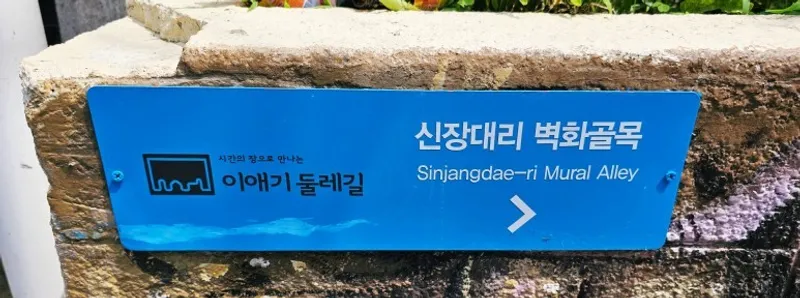 시간의 창으로 만나는
이야기 둘레길
신장대리 벽화골목
Sinjangdae-ri Mural Alley